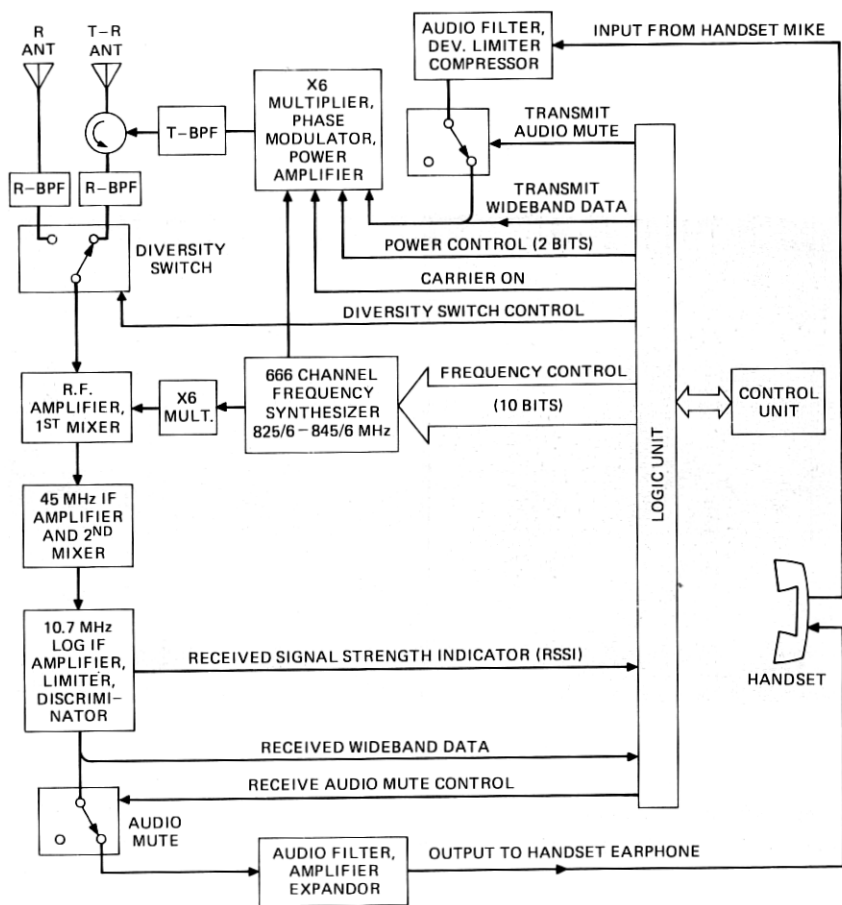 R
ANT
T–R
ANT
AUDIO FILTER,
DEV. LIMITER
COMPRESSOR
INPUT FROM HANDSET MIKE
X6
MULTIPLIER,
PHASE
MODULATOR,
POWER
AMPLIFIER
T–BPF
TRANSMIT
AUDIO MUTE
R–BPF
R–BPF
TRANSMIT
WIDEBAND DATA
DIVERSITY
SWITCH
POWER CONTROL (2 BITS)
CARRIER ON
DIVERSITY SWITCH CONTROL
R.F.
AMPLIFIER,
1ST MIXER
X6
MULT.
666 CHANNEL
FREQUENCY
SYNTHESIZER
825/6 – 845/6 MHz
FREQUENCY CONTROL
(10 BITS)
LOGIC UNIT
CONTROL
UNIT
45 MHz IF
AMPLIFIER
AND 2ND
MIXER
10.7 MHz
LOG IF
AMPLIFIER,
LIMITER,
DISCRIMI-
NATOR
RECEIVED SIGNAL STRENGTH INDICATOR (RSSI)
HANDSET
RECEIVED WIDEBAND DATA
RECEIVE AUDIO MUTE CONTROL
AUDIO
MUTE
AUDIO FILTER,
AMPLIFIER
EXPANDOR
OUTPUT TO HANDSET EARPHONE